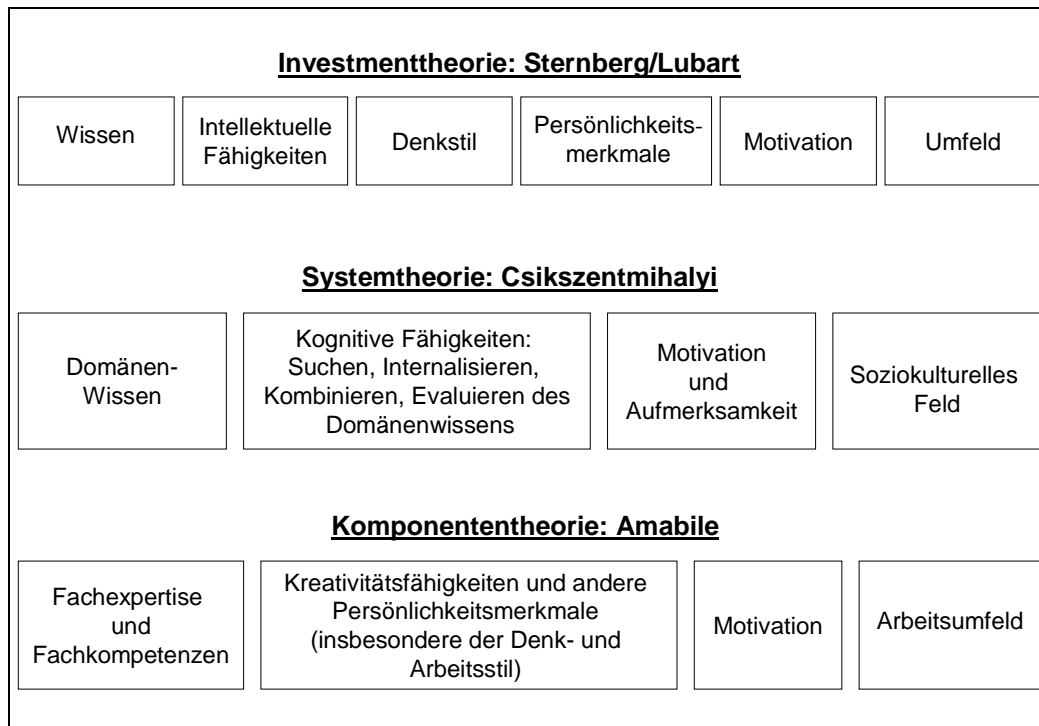 Investmenttheorie: Sternberg/Lubart
Wissen
Intellektuelle
Fähigkeiten
Denkstil
Persönlichkeits-
merkmale
Motivation
Umfeld
Systemtheorie: Csikszentmihalyi
Domänen-
Wissen
Kognitive Fähigkeiten:
Suchen, Internalisieren,
Kombinieren, Evaluieren des
Domänenwissens
Motivation
und
Aufmerksamkeit
Soziokulturelles
Feld
Komponententheorie: Amabile
Fachexpertise
und
Fachkompetenzen
Kreativitätsfähigkeiten und andere
Persönlichkeitsmerkmale
(insbesondere der Denk- und
Arbeitsstil)
Motivation
Arbeitsumfeld